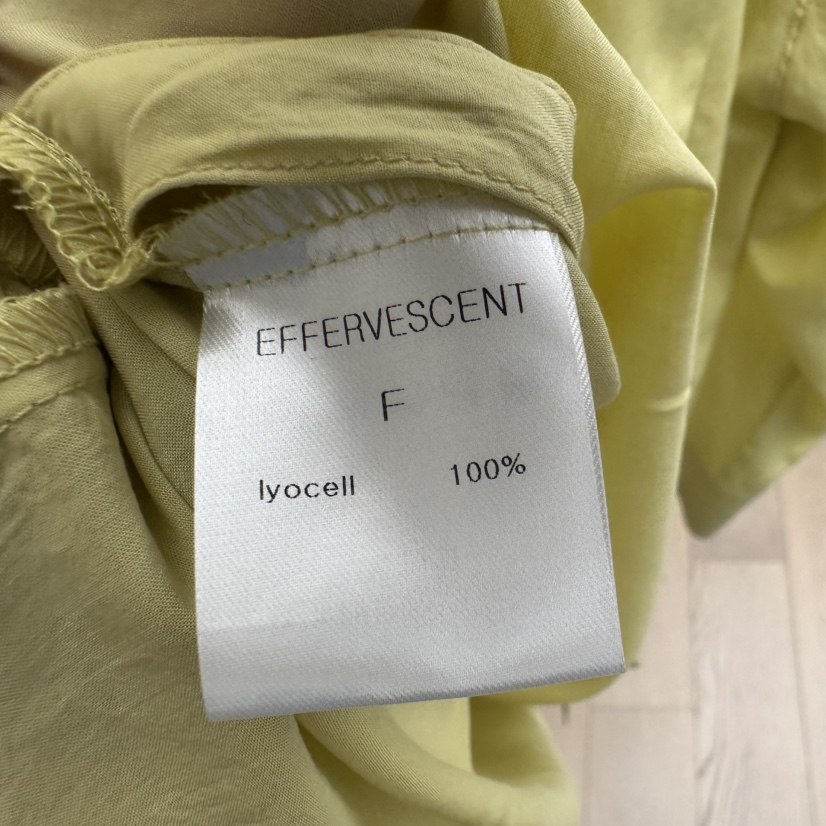 EFFERVESCENT
F
lyocell 100%